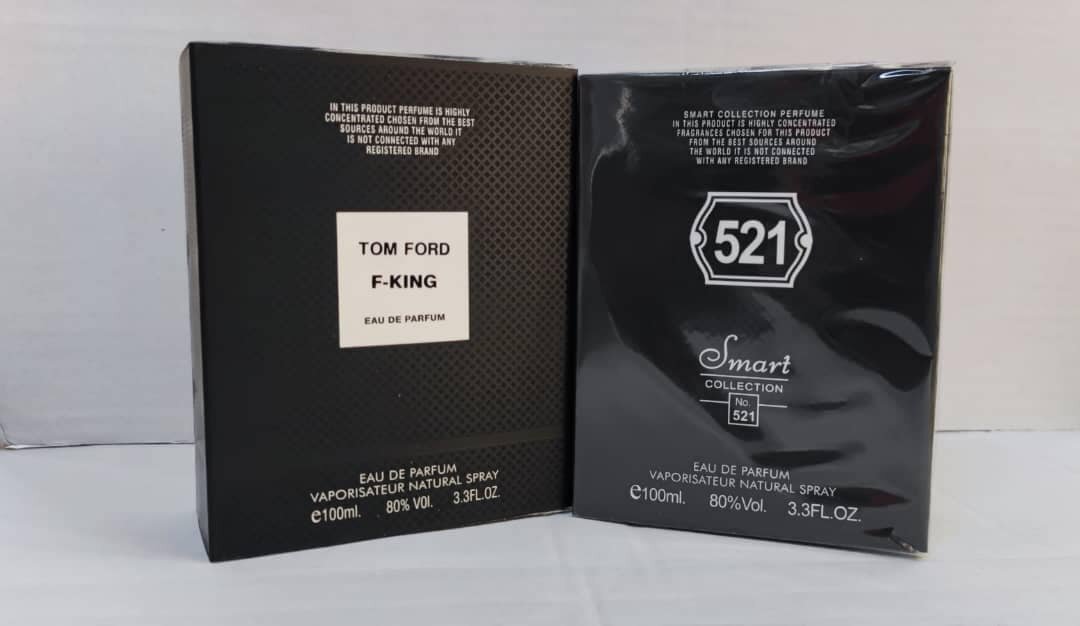 IN THIS PRODUCT PERFUME IS HIGHLY
CONCENTRATED CHOSEN FROM THE BEST
SOURCES AROUND THE WORLD IT
IS NOT CONNECTED WITH ANY
REGISTERED BRAND
TOM FORD
F-KING
EAU DE PARFUM
EAU DE PARFUM
VAPORISATEUR NATURAL SPRAY
e100ml. 80% Vol. 3.3FL.OZ.
SMART COLLECTION PERFUME
IN THIS PRODUCT IS HIGHLY CONCENTRATED
FRAGRANCES CHOSEN FOR THIS PRODUCT
FROM THE BEST SOURCES AROUND
THE WORLD IT IS NOT CONNECTED
WITH ANY REGISTERED BRAND
521
Smart
COLLECTION
No.
521
EAU DE PARFUM
VAPORISATEUR NATURAL SPRAY
e100ml. 80%Vol. 3.3FL.OZ.